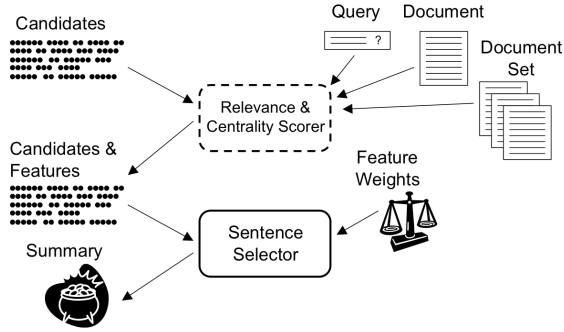 Candidates
Query
?
Document
Document
Set
Relevance &
Centrality Scorer
Candidates &
Features
Feature
Weights
Sentence
Selector
Summary